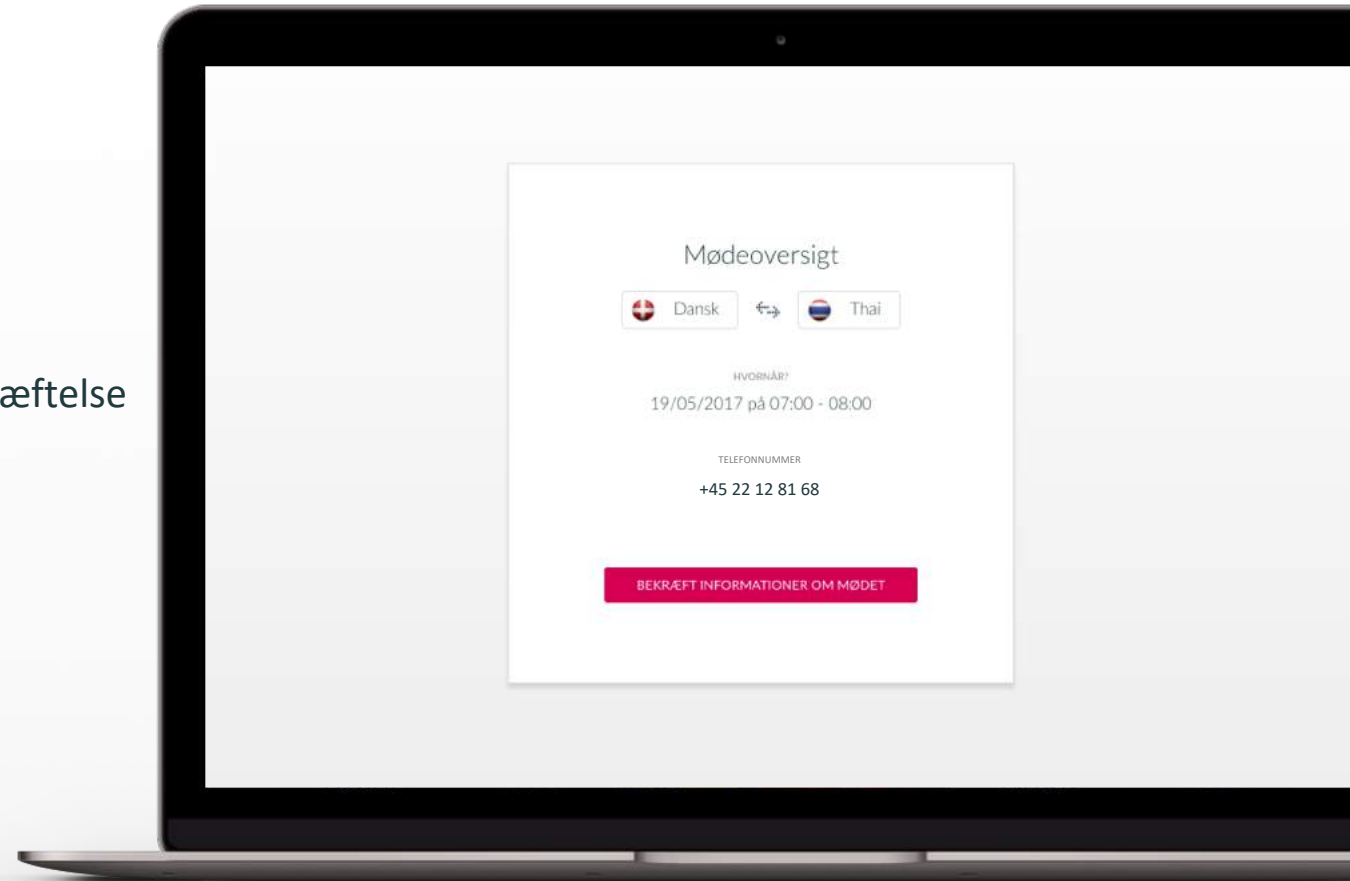 æftelse
Mødeoversigt
Dansk Thai
HVORNÅR?
19/05/2017 på 07:00 - 08:00
TELEFONNUMMER
+45 22 12 81 68
BEKRÆFT INFORMATIONER OM MØDET